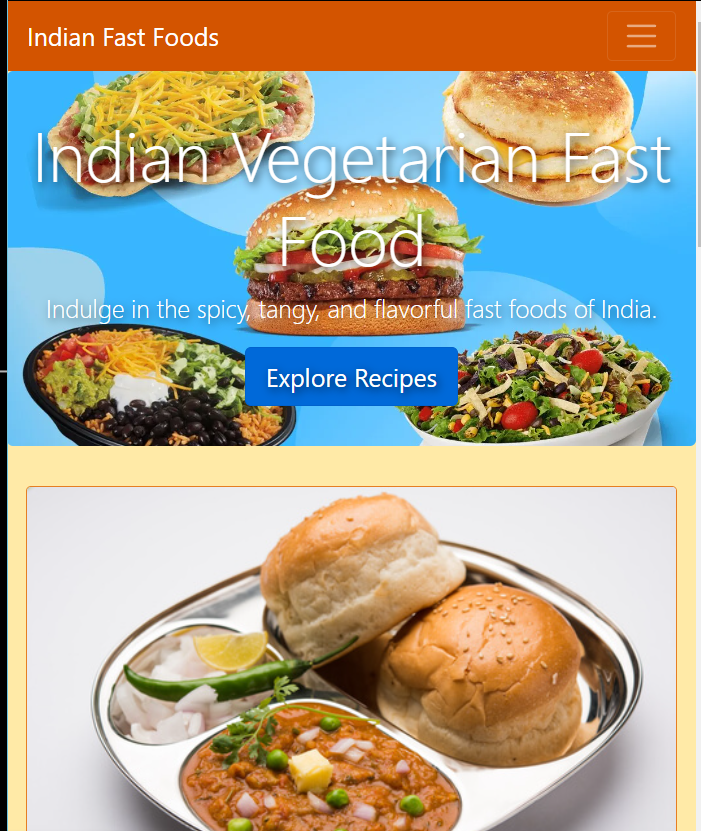 Indian Fast Foods
Indian Vegetarian Fast
Food
Indulge in the spicy, tangy, and flavorful fast foods of India.
Explore Recipes